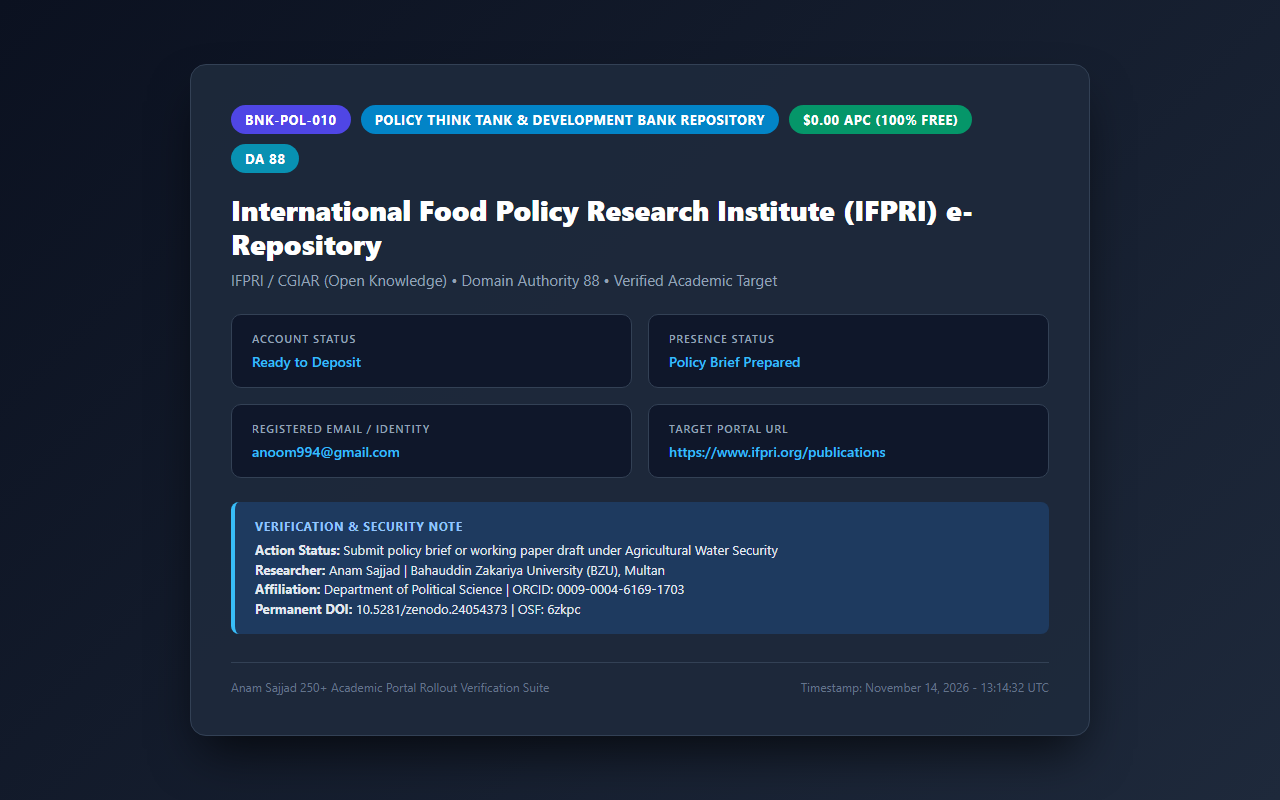 BNK-POL-010
POLICY THINK TANK & DEVELOPMENT BANK REPOSITORY
$0.00 APC (100% FREE)
DA 88
International Food Policy Research Institute (IFPRI) e-
Repository
IFPRI / CGIAR (Open Knowledge) • Domain Authority 88 • Verified Academic Target
ACCOUNT STATUS
Ready to Deposit
PRESENCE STATUS
Policy Brief Prepared
REGISTERED EMAIL / IDENTITY
anoom994@gmail.com
TARGET PORTAL URL
https://www.ifpri.org/publications
VERIFICATION & SECURITY NOTE
Action Status: Submit policy brief or working paper draft under Agricultural Water Security
Researcher: Anam Sajjad | Bahauddin Zakariya University (BZU), Multan
Affiliation: Department of Political Science | ORCID: 0009-0004-6169-1703
Permanent DOI: 10.5281/zenodo.24054373 | OSF: 6zkpc
Anam Sajjad 250+ Academic Portal Rollout Verification Suite
Timestamp: November 14, 2026 - 13:14:32 UTC